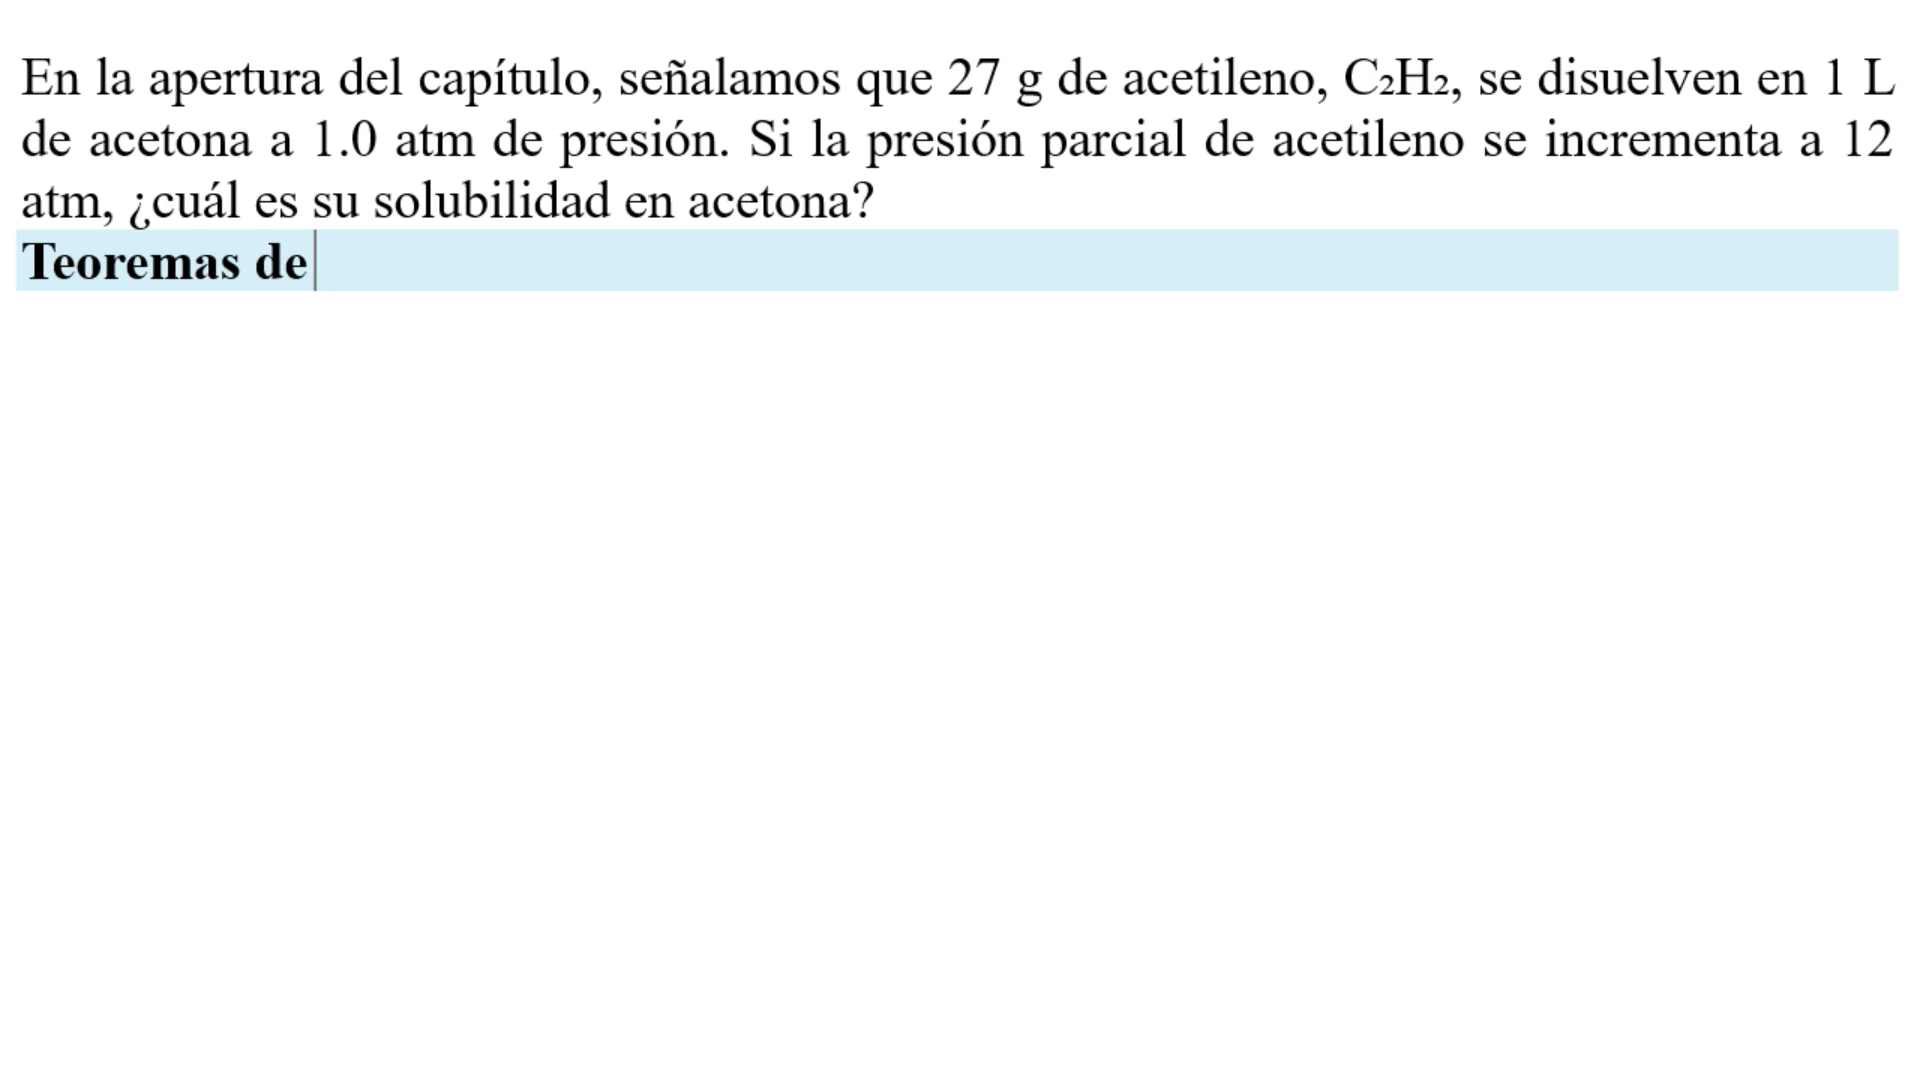 En la apertura del capítulo, señalamos que 27 g de acetileno, C₂H₂, se disuelven en 1 L
de acetona a 1.0 atm de presión. Si la presión parcial de acetileno se incrementa a 12
atm, ¿cuál es su solubilidad en acetona?
Teoremas de